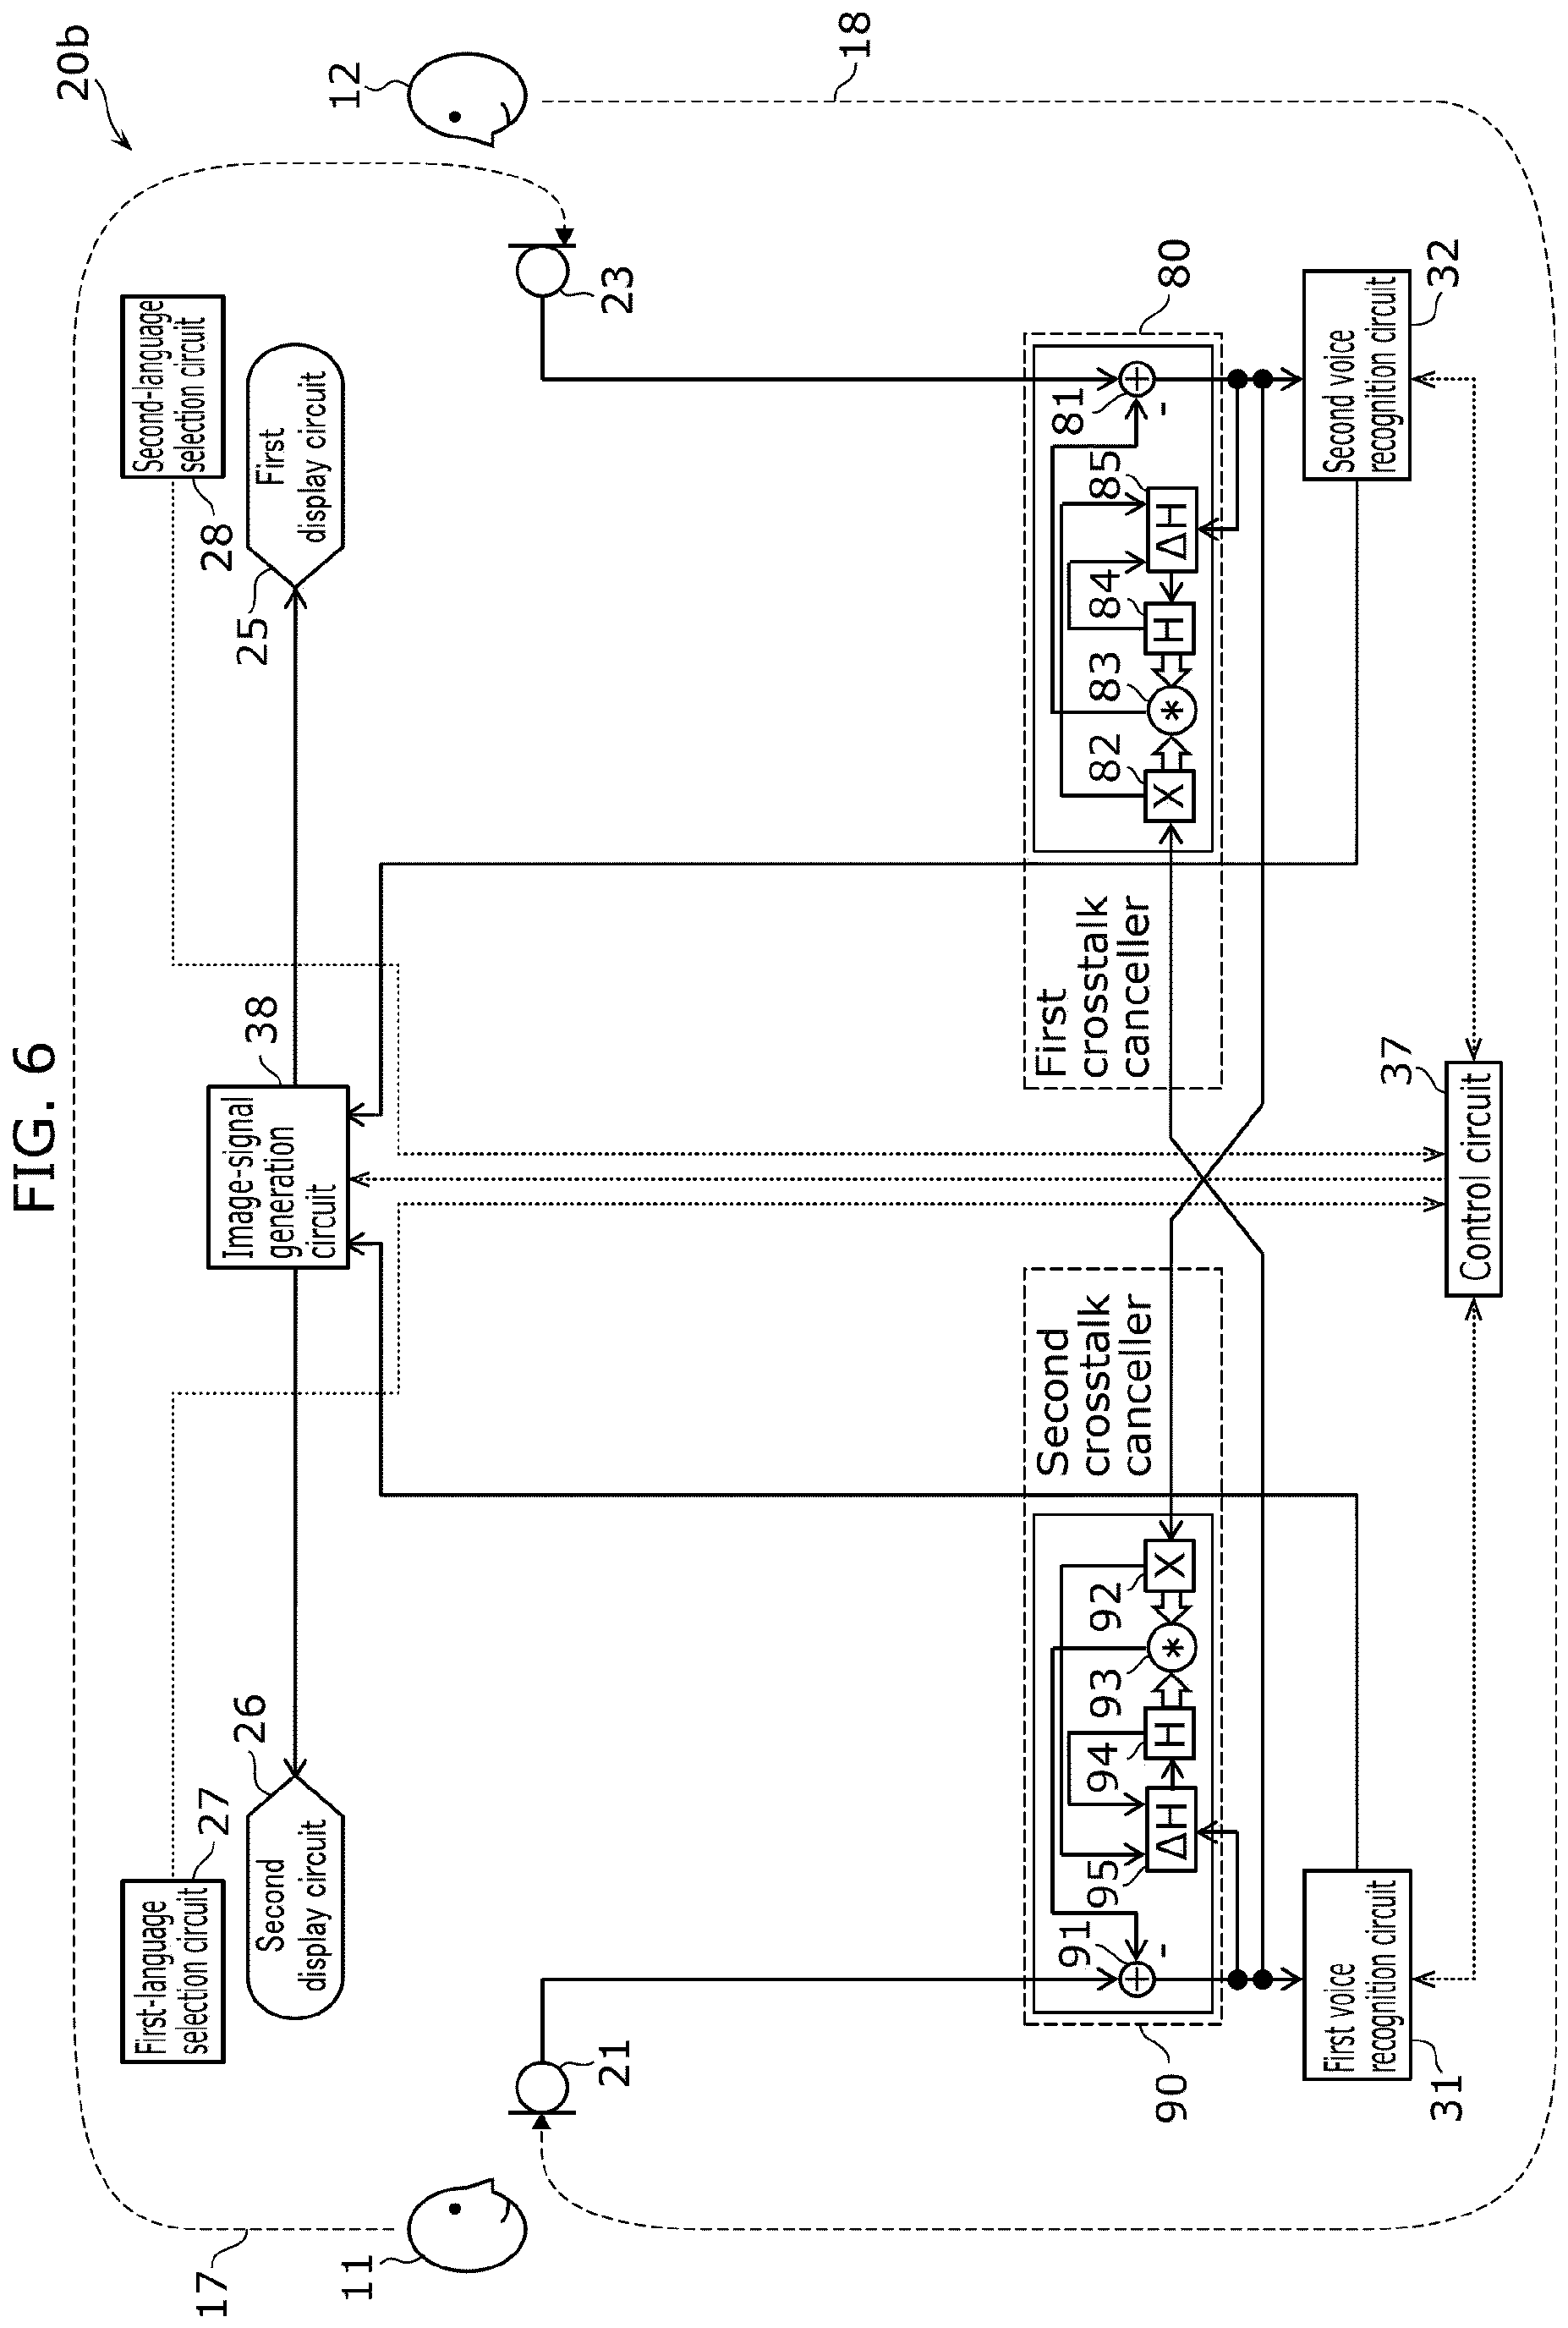 FIG. 6
20b
17
11
12
18
First-language
selection circuit
27
Second
display circuit
26
Image-signal
generation
circuit
38
Second-language
selection circuit
28
First
display circuit
25
21
23
90
91
-
95
ΔH
94
H
93
*
92
X
Second
crosstalk
canceller
First
crosstalk
canceller
82
X
83
*
84
H
85
ΔH
81
-
80
First voice
recognition circuit
31
Control circuit
37
Second voice
recognition circuit
32